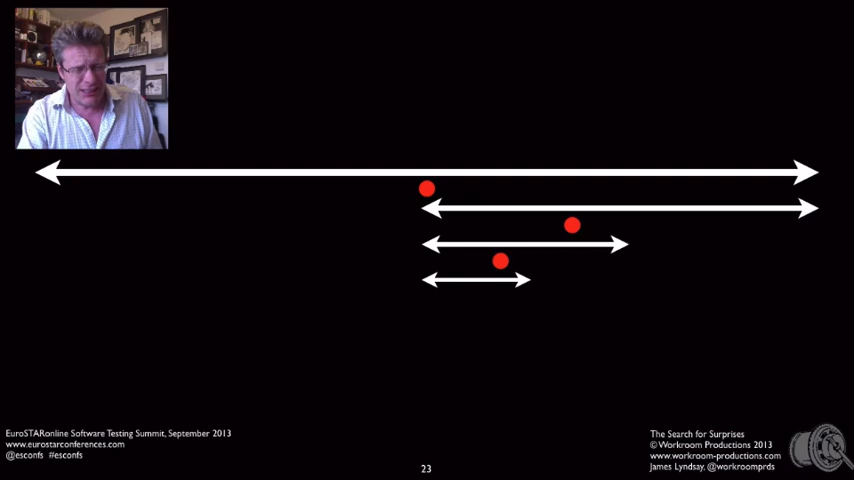 EuroSTARonline Software Testing Summit, September 2013
www.eurostarconferences.com
@esconfs #esconfs
23
The Search for Surprises
© Workroom Productions 2013
www.workroom-productions.com
James Lyndsay, @workroomprds